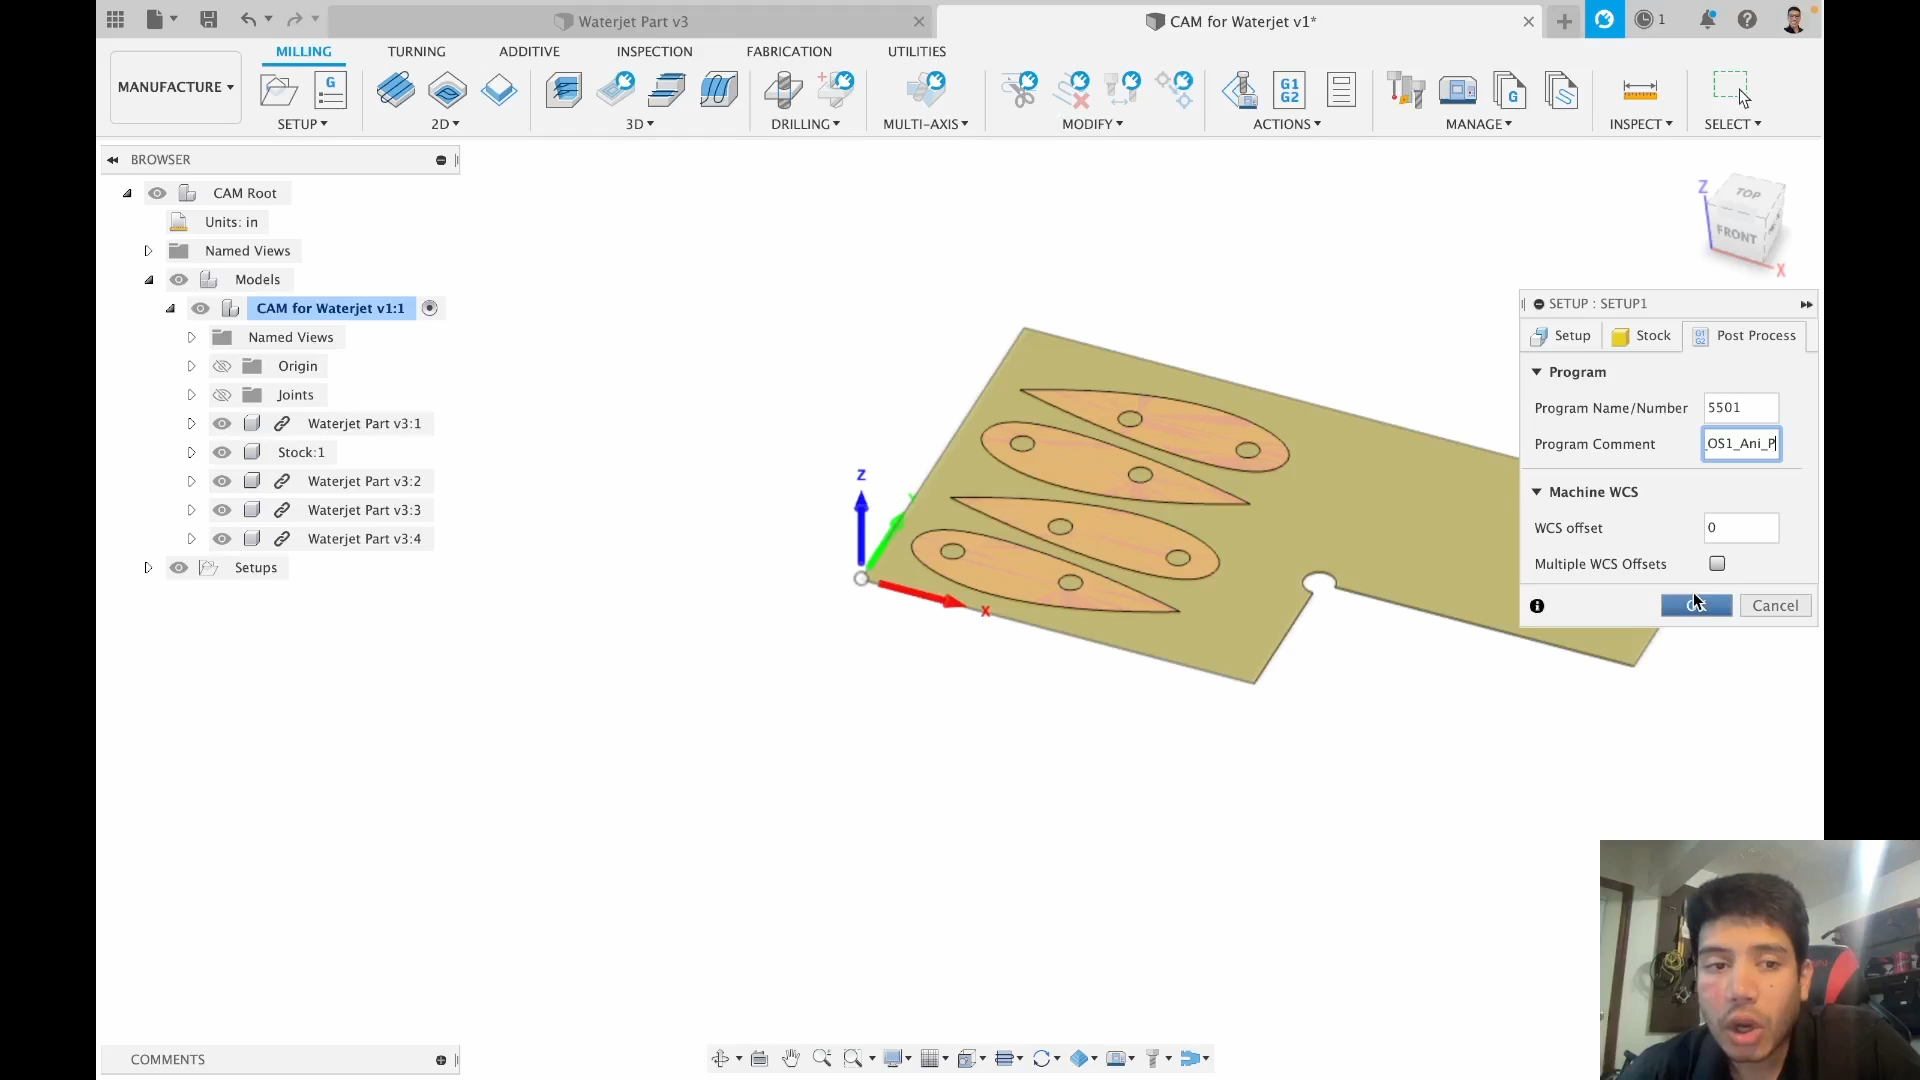 Waterjet Part v3
CAM for Waterjet v1*
1
MILLING TURNING ADDITIVE INSPECTION FABRICATION UTILITIES
MANUFACTURE
G
G1
G2
G
SETUP 2D 3D DRILLING MULTI-AXIS MODIFY ACTIONS MANAGE INSPECT SELECT
BROWSER
CAM Root
Units: in
Named Views
Models
CAM for Waterjet v1:1
Named Views
Origin
Joints
Waterjet Part v3:1
Stock:1
Waterjet Part v3:2
Waterjet Part v3:3
Waterjet Part v3:4
Setups
Z
X
Z
TOP
FRONT
X
SETUP : SETUP1
Setup Stock Post Process
Program
Program Name/Number 5501
Program Comment OS1_Ani_P
Machine WCS
WCS offset 0
Multiple WCS Offsets
Cancel
COMMENTS